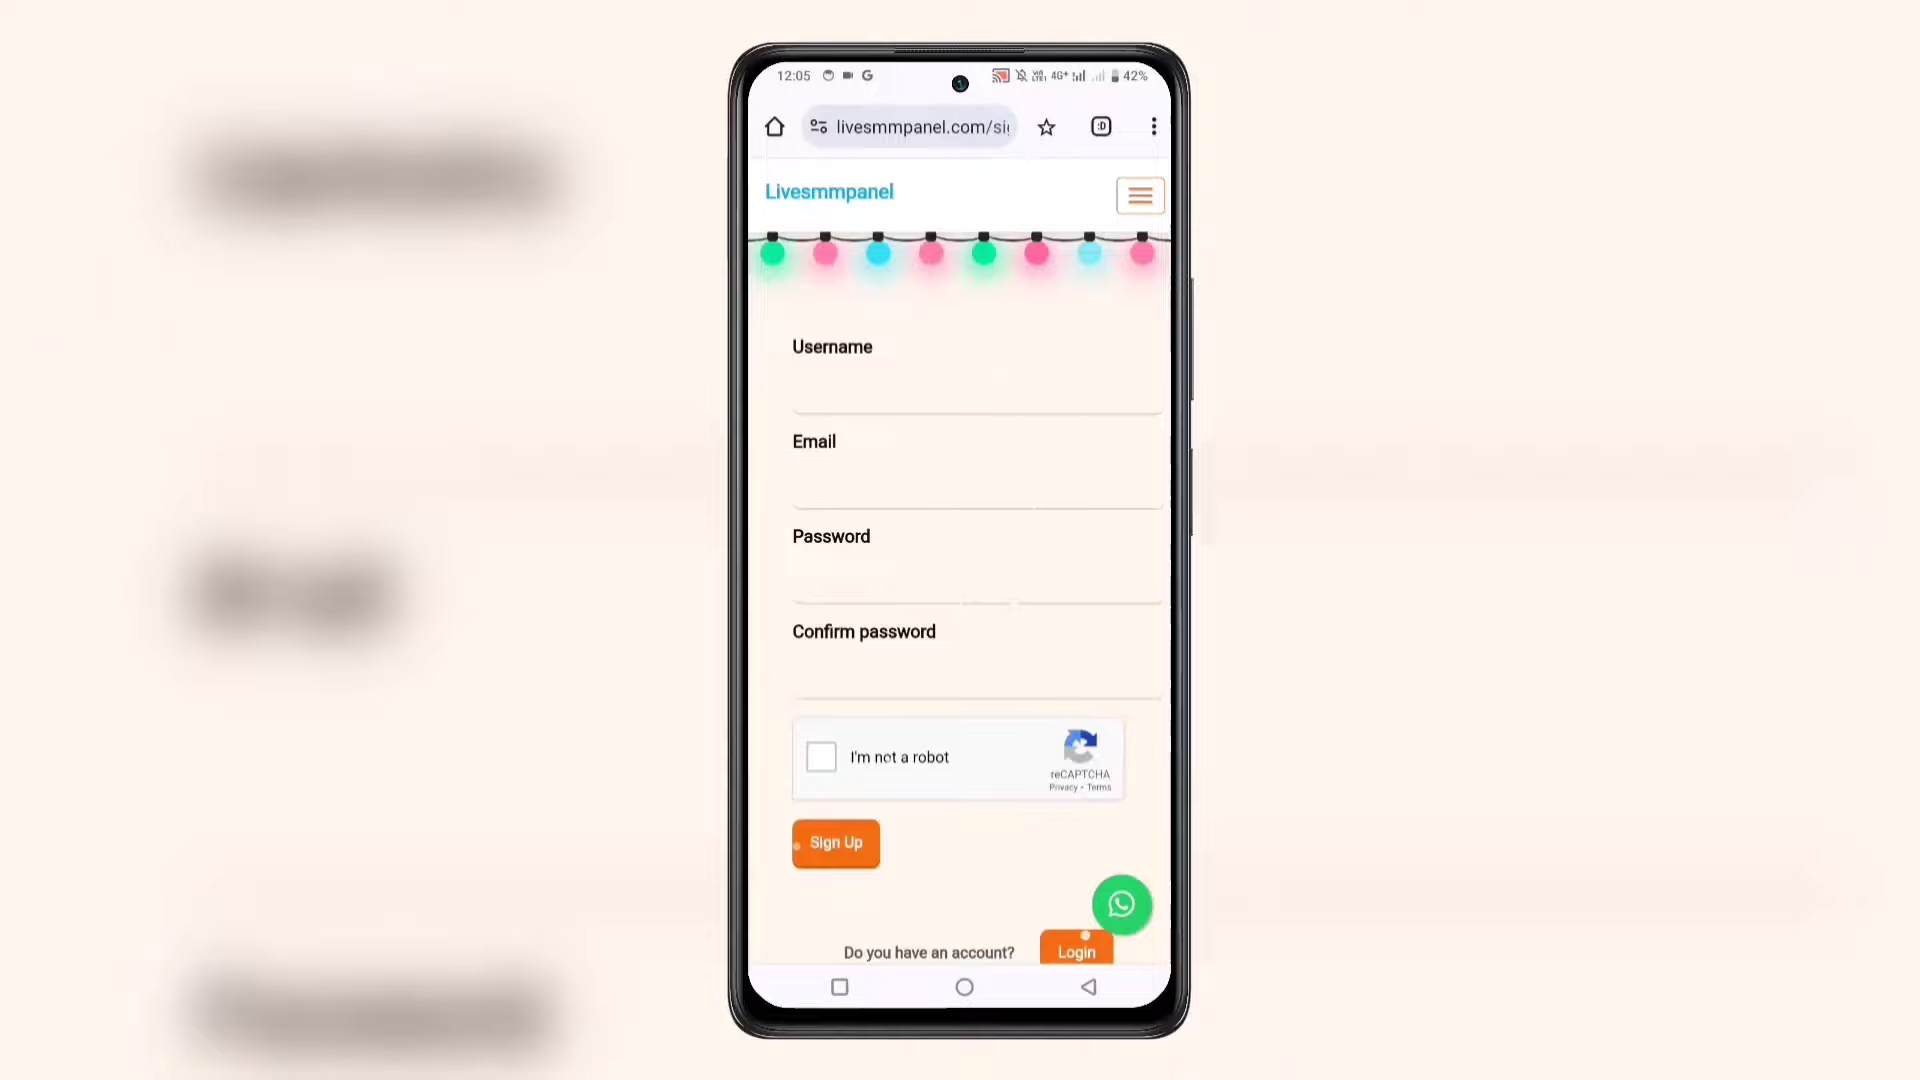 12:05 4G+ 42%
livesmmpanel.com/si
Livesmmpanel
Username
Email
Password
Confirm password
I'm not a robot
reCAPTCHA
Privacy - Terms
Sign Up
Do you have an account? Login